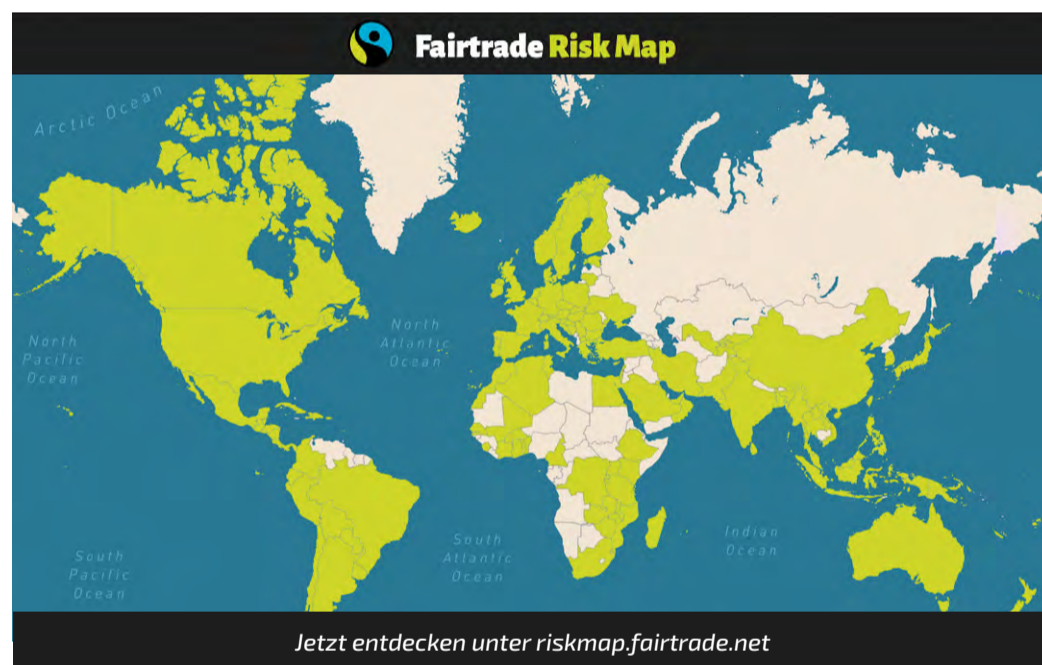 Fairtrade Risk Map
Arctic Ocean
North
Pacific
Ocean
North
Atlantic
Ocean
South
Pacific
Ocean
South
Atlantic
Ocean
Indian
Ocean
Jetzt entdecken unter riskmap.fairtrade.net